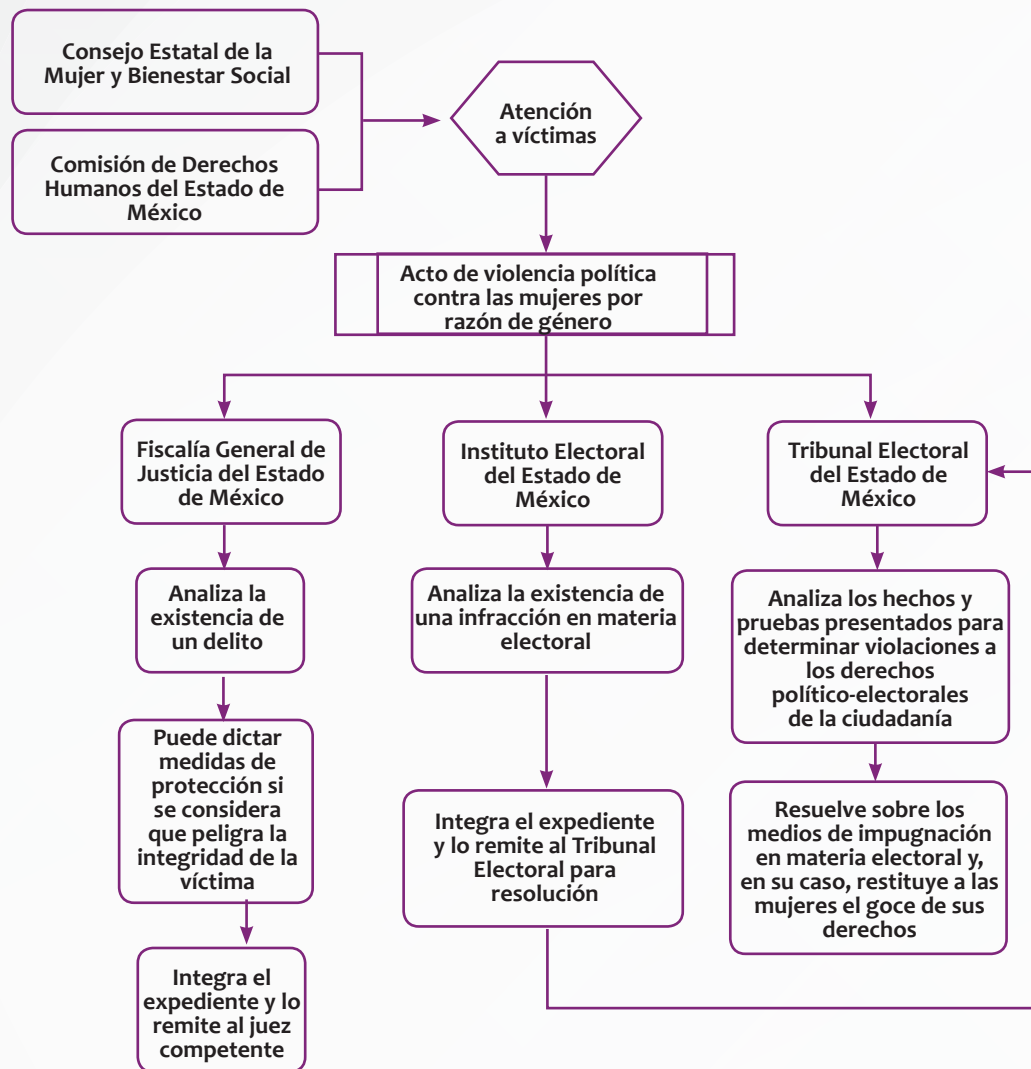 Consejo Estatal de la
Mujer y Bienestar Social
Comisión de Derechos
Humanos del Estado de
México
Atención
a víctimas
Acto de violencia política
contra las mujeres por
razón de género
Fiscalía General de
Justicia del Estado
de México
Analiza la
existencia de
un delito
Puede dictar
medidas de
protección si
se considera
que peligra la
integridad de la
víctima
Integra el
expediente y lo
remite al juez
competente
Instituto Electoral
del Estado de
México
Analiza la existencia de
una infracción en materia
electoral
Integra el expediente
y lo remite al Tribunal
Electoral para
resolución
Tribunal Electoral
del Estado de
México
Analiza los hechos y
pruebas presentados para
determinar violaciones a
los derechos
político-electorales
de la ciudadanía
Resuelve sobre los
medios de impugnación
en materia electoral y,
en su caso, restituye a las
mujeres el goce de sus
derechos